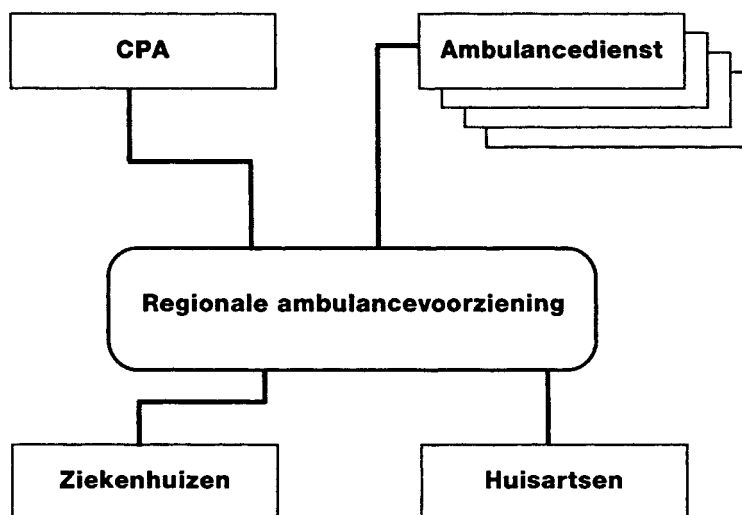 CPA
Ambulancedienst
Regionale ambulancevoorziening
Ziekenhuizen
Huisartsen